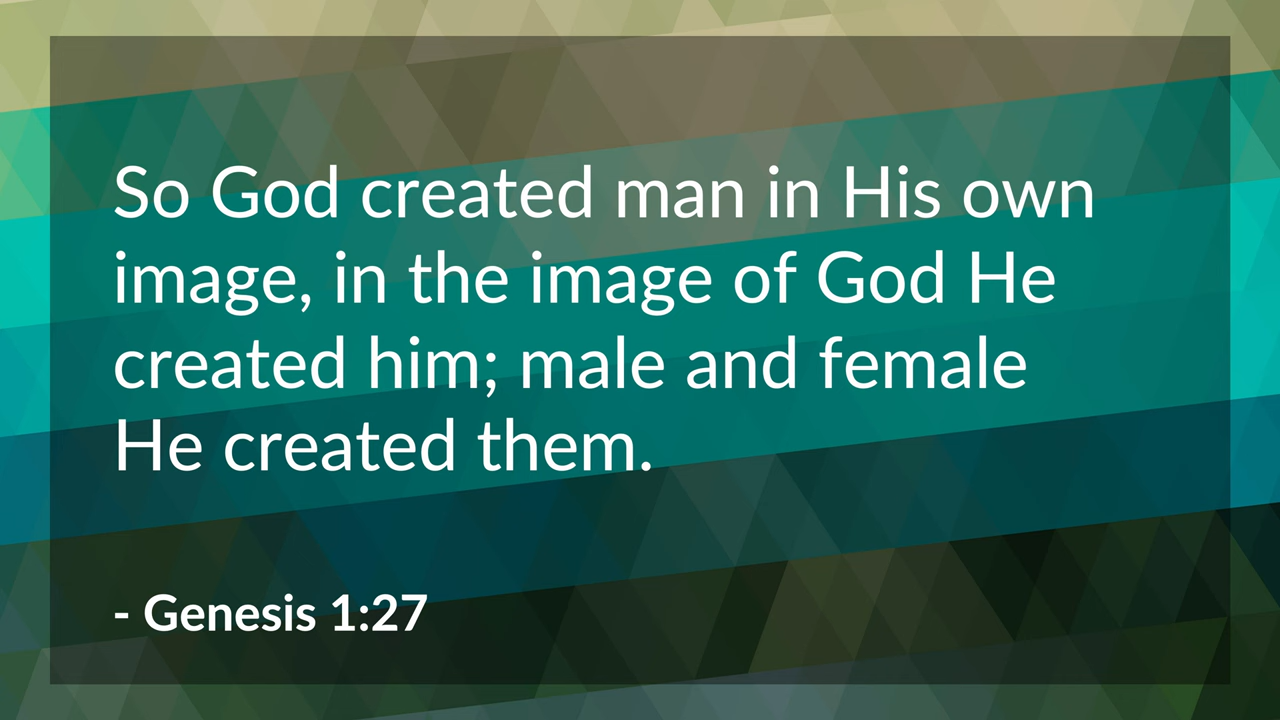 So God created man in His own
image, in the image of God He
created him; male and female
He created them.
- Genesis 1:27